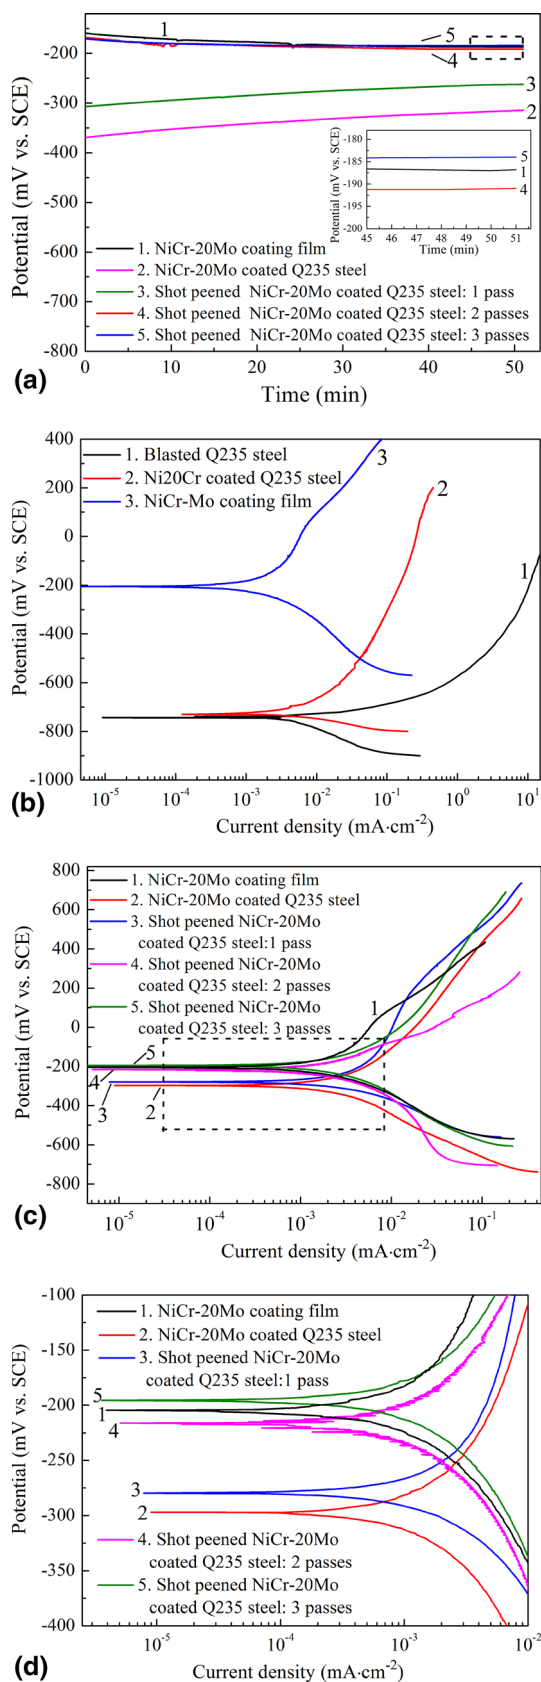 1
5
4
3
2
-200
-300
-400
-500
-600
-700
-800
Potential (mV vs. SCE)
-180
-185
-190
-195
-200
Potential (mV vs. SCE)
5
1
4
45 46 47 48 49 50 51
Time (min)
1. NiCr-20Mo coating film
2. NiCr-20Mo coated Q235 steel
3. Shot peened NiCr-20Mo coated Q235 steel: 1 pass
4. Shot peened NiCr-20Mo coated Q235 steel: 2 passes
5. Shot peened NiCr-20Mo coated Q235 steel: 3 passes
0 10 20 30 40 50
Time (min)
(a)
400
200
0
-200
-400
-600
-800
-1000
Potential (mV vs. SCE)
1. Blasted Q235 steel
2. Ni20Cr coated Q235 steel
3. NiCr-Mo coating film
3
2
1
10-5 10-4 10-3 10-2 10-1 100 101
Current density (mA·cm-2)
(b)
800
600
400
200
0
-200
-400
-600
-800
Potential (mV vs. SCE)
1. NiCr-20Mo coating film
2. NiCr-20Mo coated Q235 steel
3. Shot peened NiCr-20Mo
coated Q235 steel:1 pass
4. Shot peened NiCr-20Mo
coated Q235 steel: 2 passes
5. Shot peened NiCr-20Mo
coated Q235 steel: 3 passes
1
5
4
3
2
10-5 10-4 10-3 10-2 10-1
Current density (mA·cm-2)
(c)
-100
-150
-200
-250
-300
-350
-400
Potential (mV vs. SCE)
1. NiCr-20Mo coating film
2. NiCr-20Mo coated Q235 steel
3. Shot peened NiCr-20Mo
coated Q235 steel:1 pass
5
1
4
3
2
4. Shot peened NiCr-20Mo
coated Q235 steel: 2 passes
5. Shot peened NiCr-20Mo
coated Q235 steel: 3 passes
10-5 10-4 10-3 10-2
Current density (mA·cm-2)
(d)